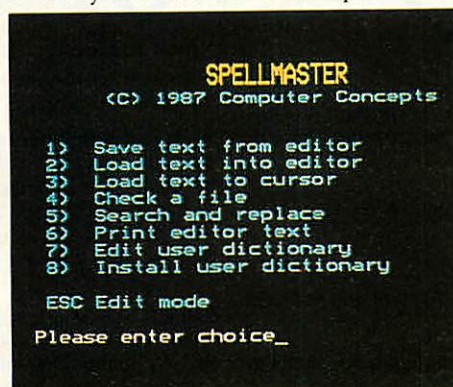 SPELLMASTER
(C) 1987 Computer Concepts
1) Save text from editor
2) Load text into editor
3) Load text to cursor
4) Check a file
5) Search and replace
6) Print editor text
7) Edit user dictionary
8) Install user dictionary
ESC Edit mode
Please enter choice_